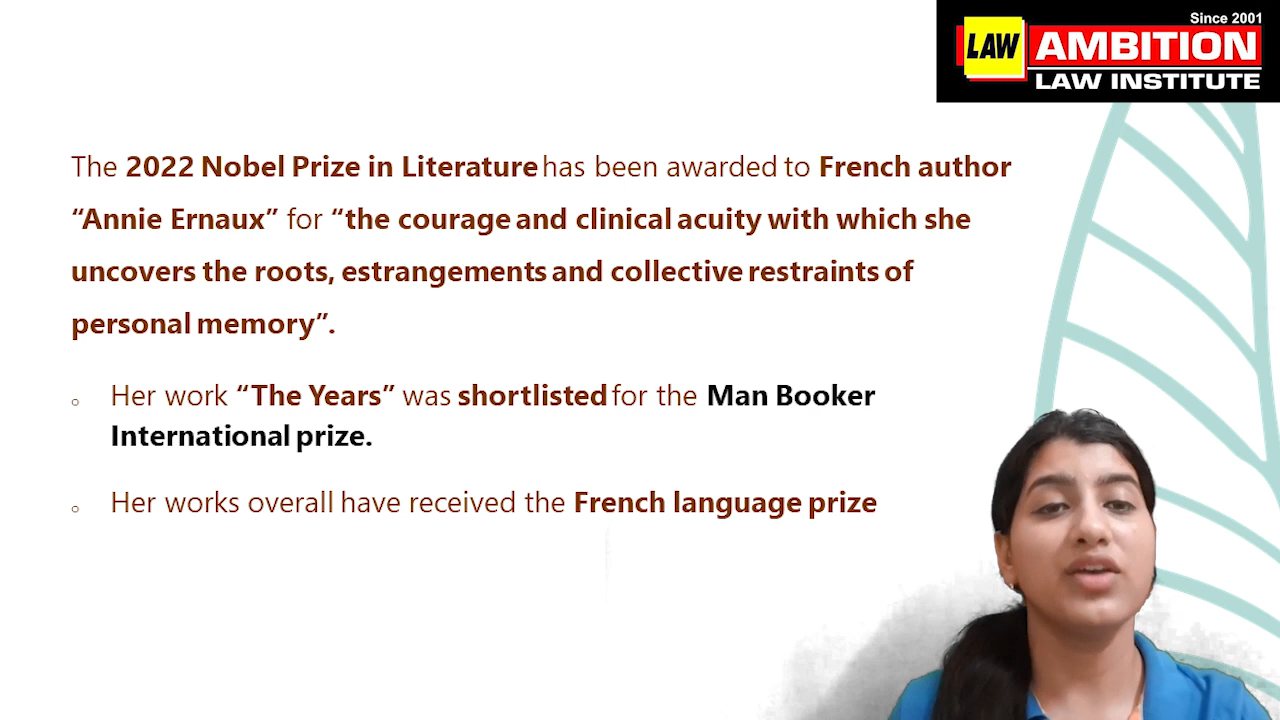 Since 2001
LAW AMBITION
LAW INSTITUTE
The 2022 Nobel Prize in Literature has been awarded to French author
“Annie Ernaux” for “the courage and clinical acuity with which she
uncovers the roots, estrangements and collective restraints of
personal memory”.
Her work “The Years” was shortlisted for the Man Booker
International prize.
Her works overall have received the French language prize